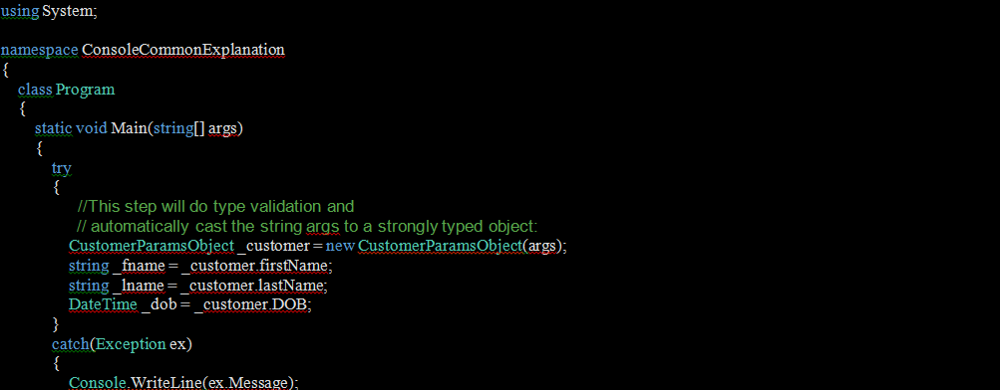 using System;
namespace ConsoleCommonExplanation
{
class Program
{
static void Main(string[] args)
{
try
{
//This step will do type validation and
// automatically cast the string args to a strongly typed object:
CustomerParamsObject _customer = new CustomerParamsObject(args);
string _fname = _customer.firstName;
string _lname = _customer.lastName;
DateTime _dob = _customer.DOB;
}
catch(Exception ex)
{
Console.WriteLine(ex.Message);